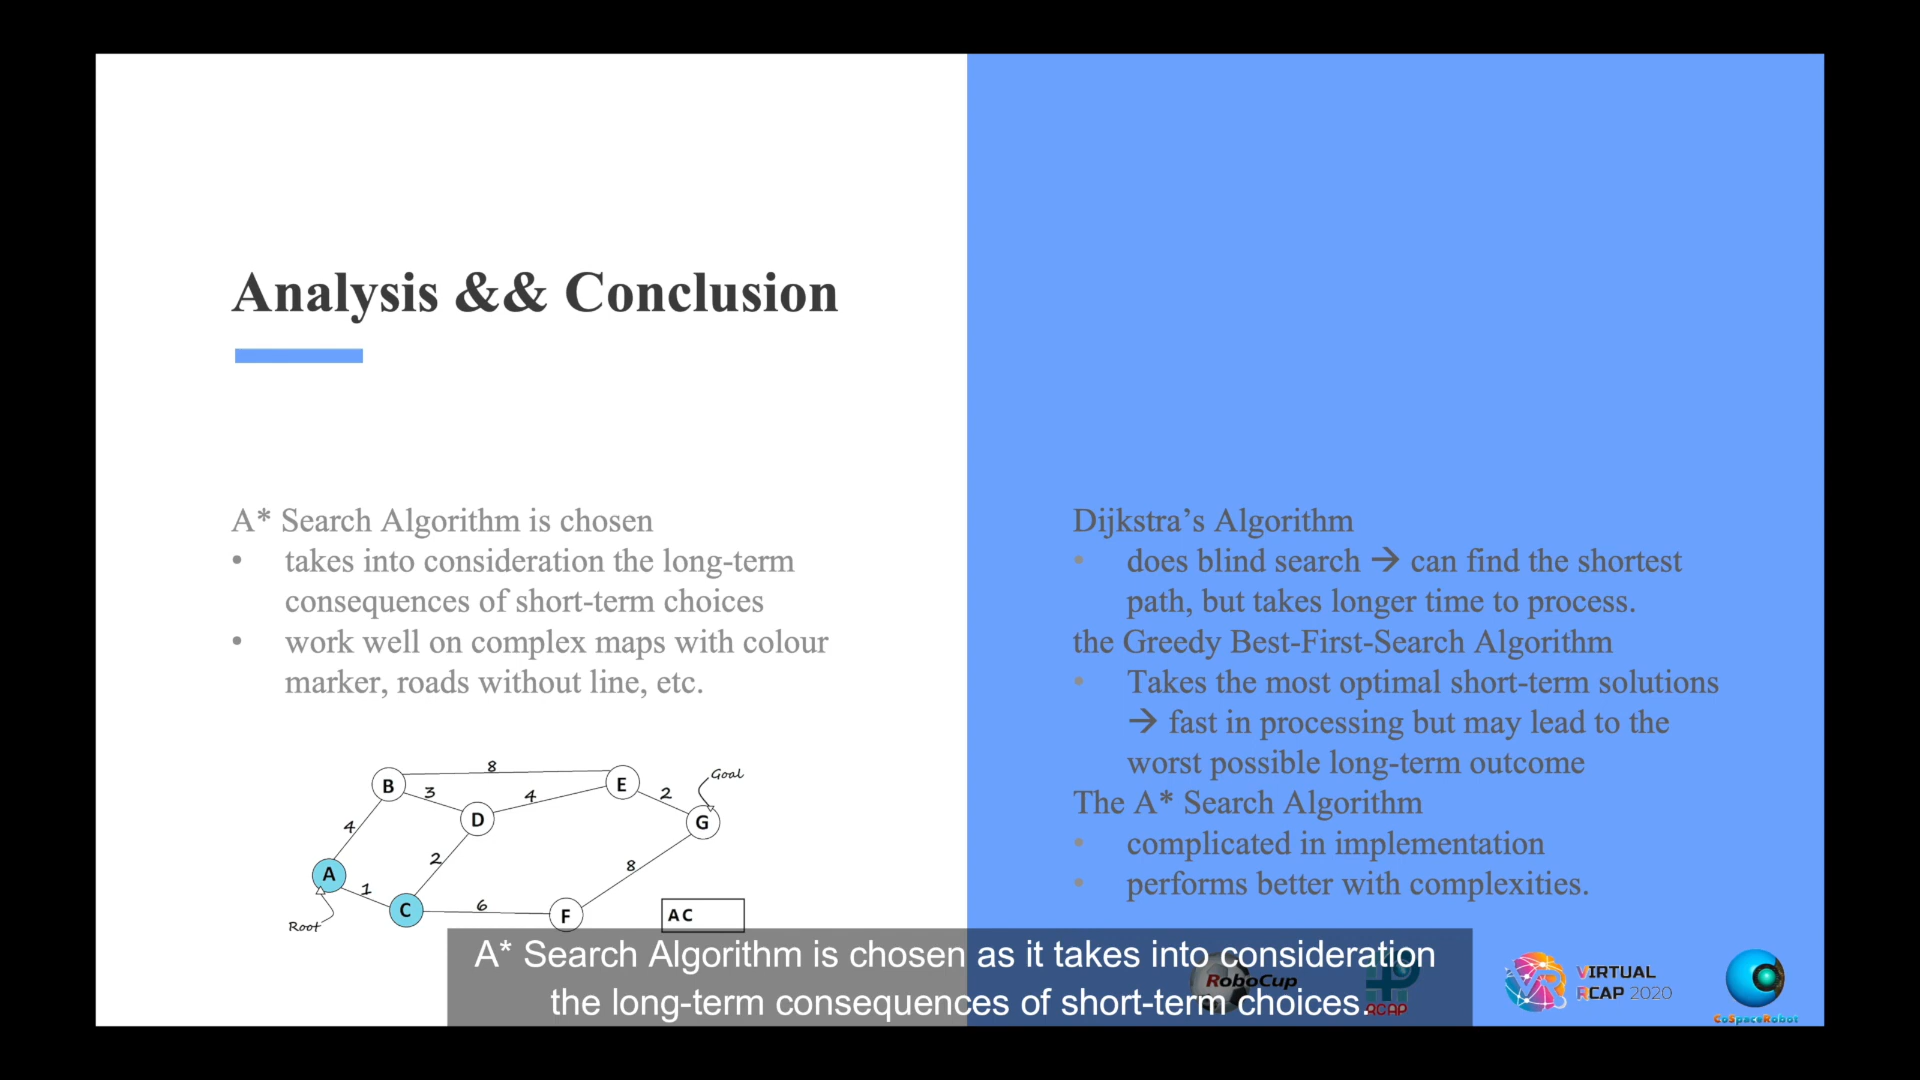 Analysis && Conclusion
A* Search Algorithm is chosen
• takes into consideration the long-term
consequences of short-term choices
• work well on complex maps with colour
marker, roads without line, etc.
Dijkstra’s Algorithm
• does blind search → can find the shortest
path, but takes longer time to process.
the Greedy Best-First-Search Algorithm
• Takes the most optimal short-term solutions
→ fast in processing but may lead to the
worst possible long-term outcome
The A* Search Algorithm
• complicated in implementation
• performs better with complexities.
8
B
3
4
E
2
Goal
D
G
4
2
8
A
1
C
6
F
A C
Root
A* Search Algorithm is chosen as it takes into consideration
the long-term consequences of short-term choices.
RoboCup
RCAP
VIRTUAL
RCAP 2020
CoSpaceRobot